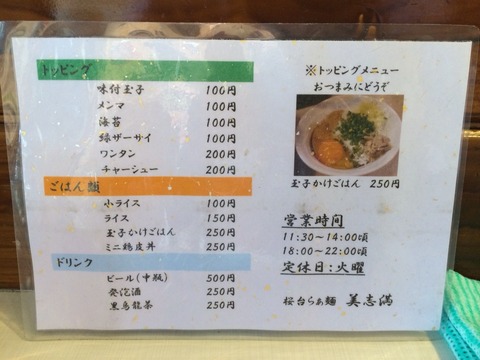 トッピング
味付玉子 100円
メンマ 100円
海苔 100円
緑ザーサイ 100円
ワンタン 200円
チャーシュー 200円
ごはん類
小ライス 100円
ライス 150円
玉子かけごはん 250円
ミニ鶏皮丼 250円
ドリンク
ビール(中瓶) 500円
発泡酒 250円
黒烏龍茶 250円
※トッピングメニュー
おつまみにどうぞ
玉子かけごはん 250円
営業時間
11:30~14:00頃
18:00~22:00頃
定休日:火曜
桜台らぁ麺 美志満